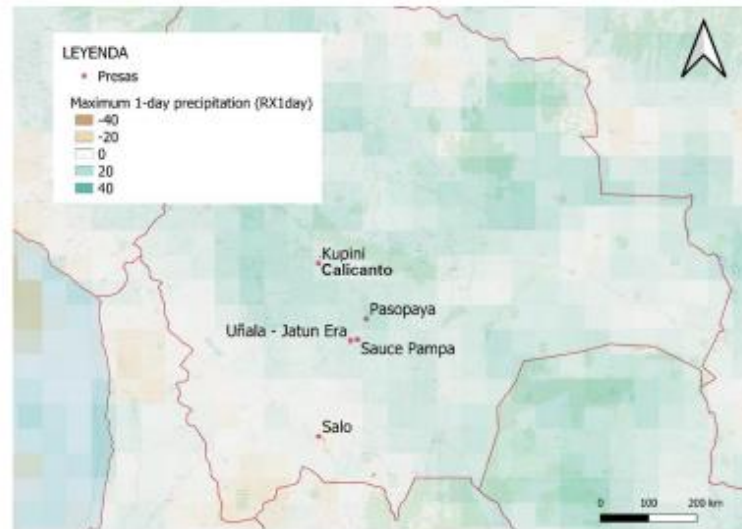 LEYENDA
Presas
Maximum 1-day precipitation (RX1day)
-40
-20
0
20
40
Kupini
Calicanto
Pasopaya
Uñala - Jatun Era
Sauce Pampa
Salo
0 100 200 km